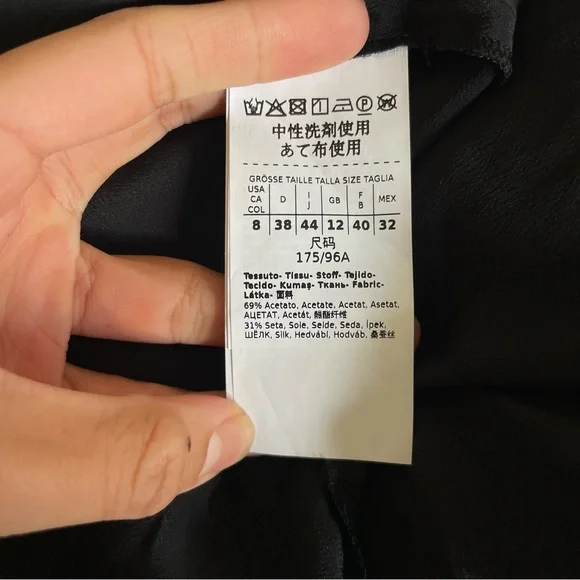 中性洗剤使用
あて布使用
GRÖSSE TAILLE TALLA SIZE TAGLIA
USA CA COL D I J GB F B MEX
8 38 44 12 40 32
尺码
175/96A
Tessuto- Tissu- Stoff- Tejido-
Tecido- Kumaş- Ткань- Fabric-
Látka- 面料
69% Acetato, Acetate, Acetat, Asetat,
АЦЕТАТ, Acetát, 醋酯纤维
31% Seta, Soie, Seide, Seda, İpek,
ШЁЛК, Silk, Hedvábí, Hodváb, 桑蚕丝